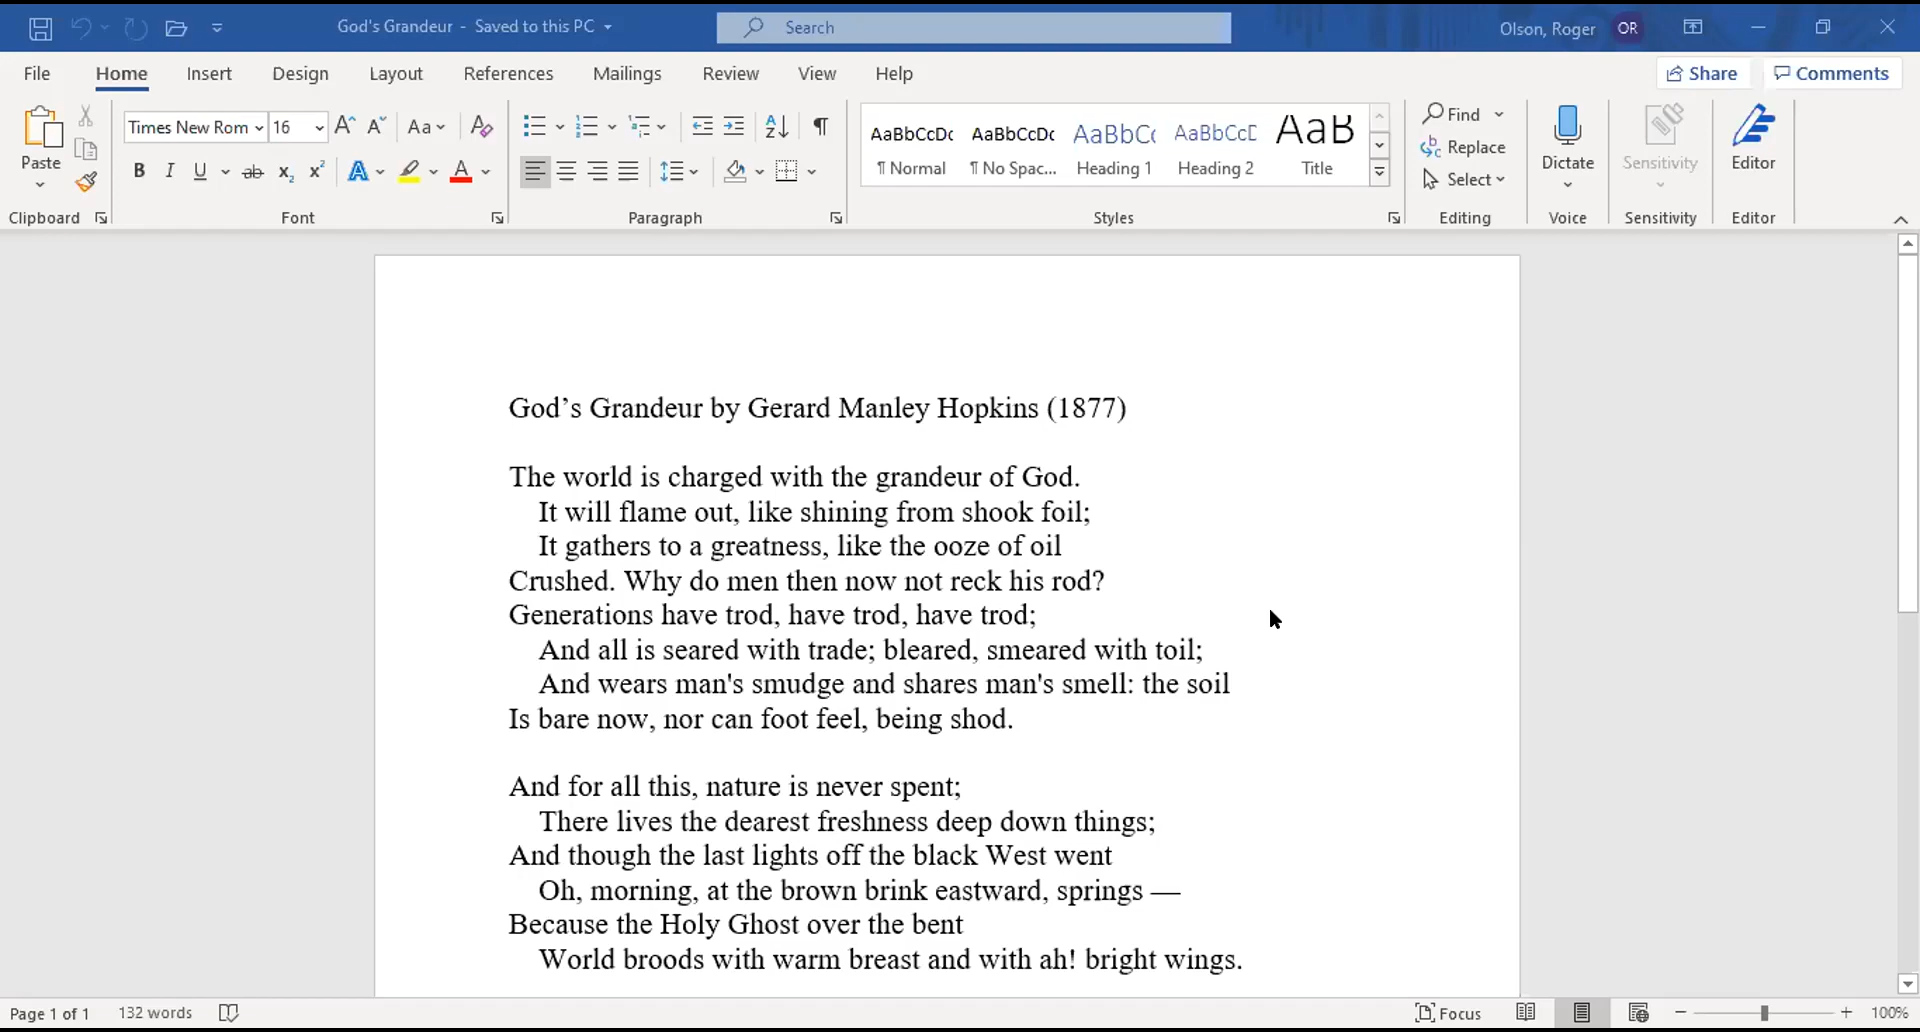 God's Grandeur - Saved to this PC
Search
Olson, Roger OR
File Home Insert Design Layout References Mailings Review View Help Share Comments
Paste
Times New Rom 16
Aa
B I U ab x₂ x² A A
AaBbCcDc AaBbCcDc AaBbC AaBbCcD AaB
¶ Normal ¶ No Spac... Heading 1 Heading 2 Title
Find
Replace
Select
Dictate
Sensitivity
Editor
Clipboard Font Paragraph Styles Editing Voice Sensitivity Editor
God’s Grandeur by Gerard Manley Hopkins (1877)
The world is charged with the grandeur of God.
It will flame out, like shining from shook foil;
It gathers to a greatness, like the ooze of oil
Crushed. Why do men then now not reck his rod?
Generations have trod, have trod, have trod;
And all is seared with trade; bleared, smeared with toil;
And wears man's smudge and shares man's smell: the soil
Is bare now, nor can foot feel, being shod.
And for all this, nature is never spent;
There lives the dearest freshness deep down things;
And though the last lights off the black West went
Oh, morning, at the brown brink eastward, springs —
Because the Holy Ghost over the bent
World broods with warm breast and with ah! bright wings.
Page 1 of 1 132 words Focus 100%